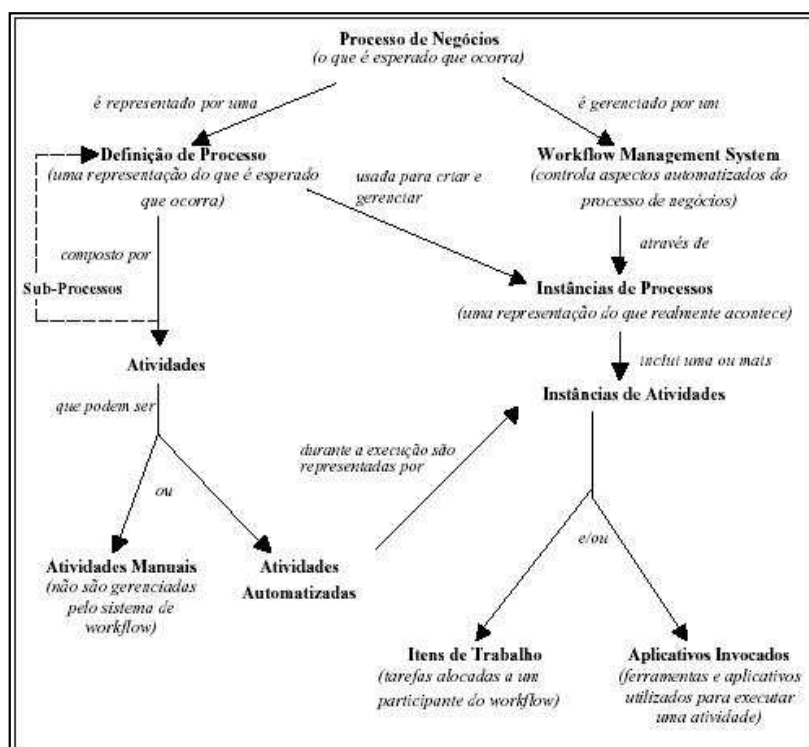 Processo de Negócios
(o que é esperado que ocorra)
é representado por uma
é gerenciado por um
Definição de Processo
(uma representação do que é esperado
que ocorra)
usada para criar e
gerenciar
Workflow Management System
(controla aspectos automatizados do
processo de negócios)
composto por
através de
Sub-Processos
Instâncias de Processos
(uma representação do que realmente acontece)
Atividades
inclui uma ou mais
Instâncias de Atividades
que podem ser
durante a execução são
representadas por
ou
e/ou
Atividades Manuais
(não são gerenciadas
pelo sistema de
workflow)
Atividades
Automatizadas
Itens de Trabalho
(tarefas alocadas a um
participante do workflow)
Aplicativos Invocados
(ferramentas e aplicativos
utilizados para executar
uma atividade)